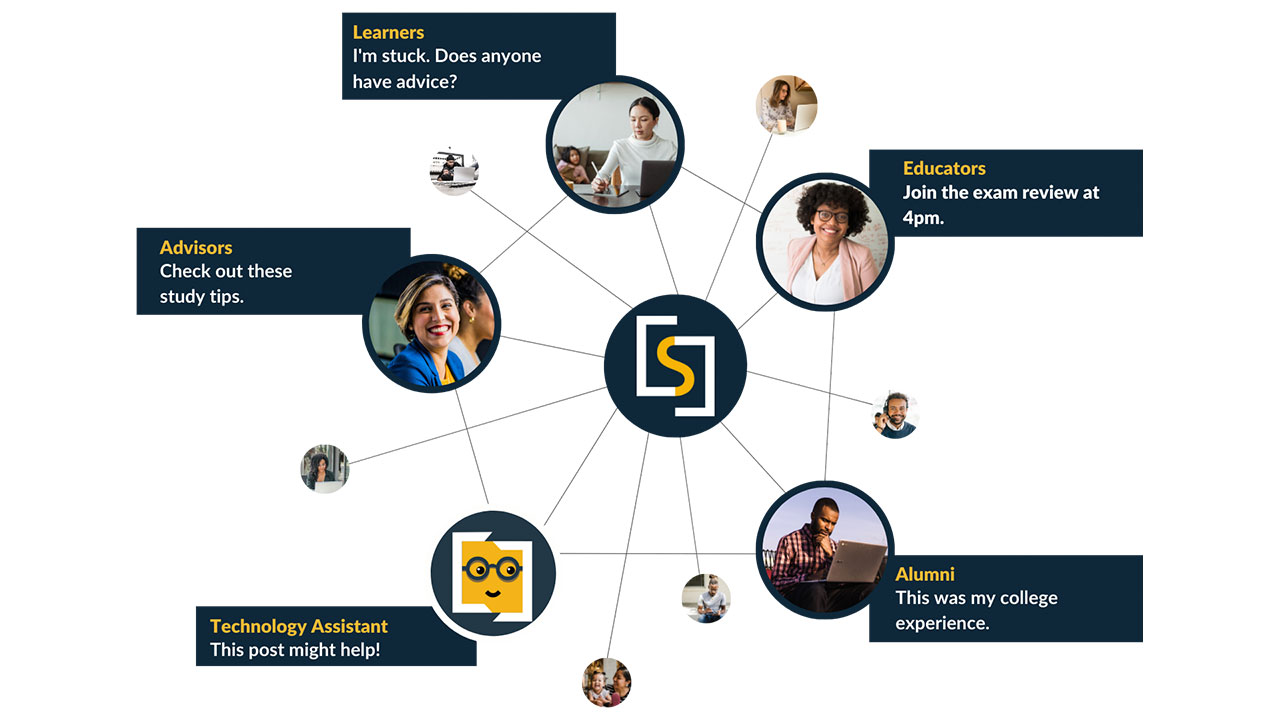 Learners
I'm stuck. Does anyone
have advice?
Educators
Join the exam review at
4pm.
Advisors
Check out these
study tips.
S
Alumni
This was my college
experience.
Technology Assistant
This post might help!